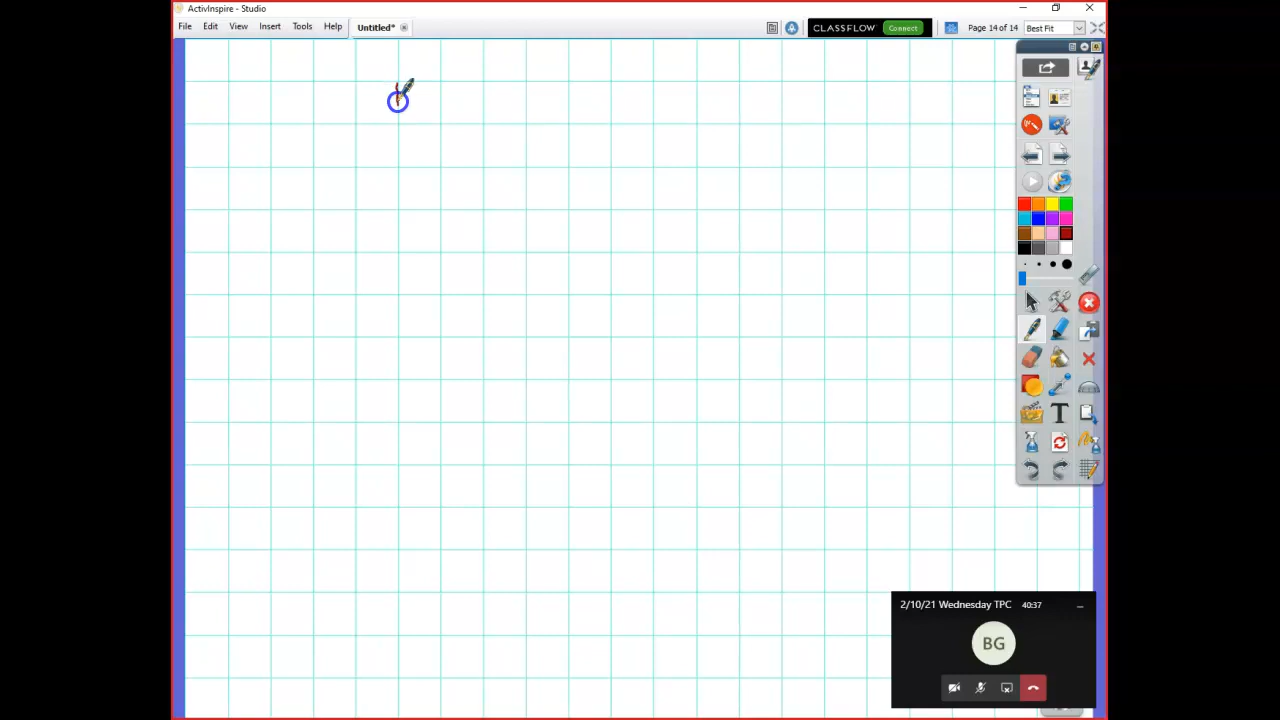 ActivInspire - Studio
File Edit View Insert Tools Help Untitled* CLASSFLOW Connect Page 14 of 14 Best Fit
T
2/10/21 Wednesday TPC 40:37
BG